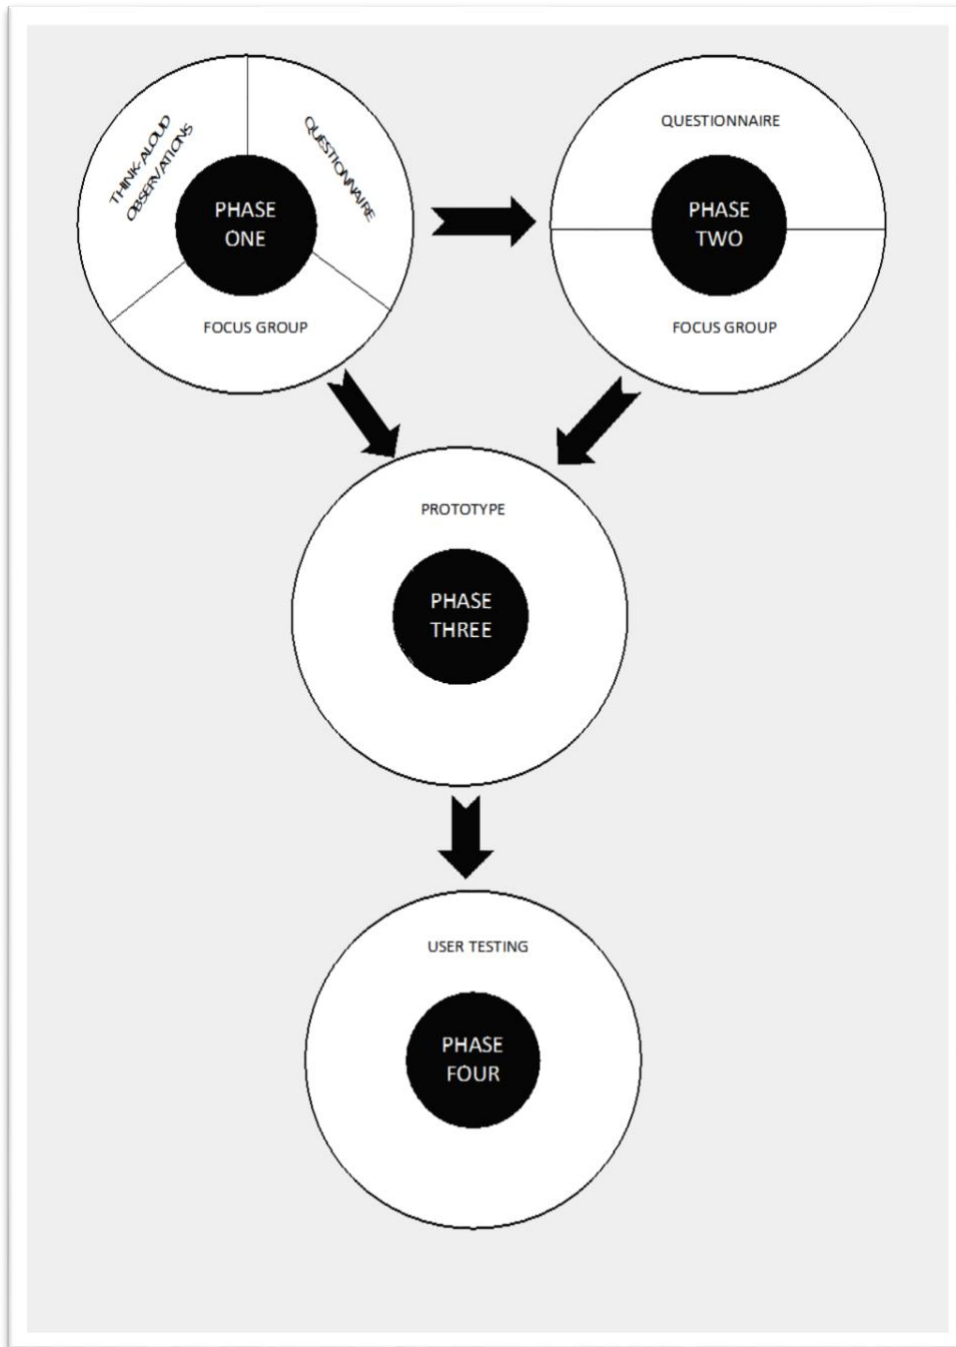 THINK-ALOUD
OBSERVATIONS
QUESTIONNAIRE
PHASE
ONE
FOCUS GROUP
QUESTIONNAIRE
PHASE
TWO
FOCUS GROUP
PROTOTYPE
PHASE
THREE
USER TESTING
PHASE
FOUR